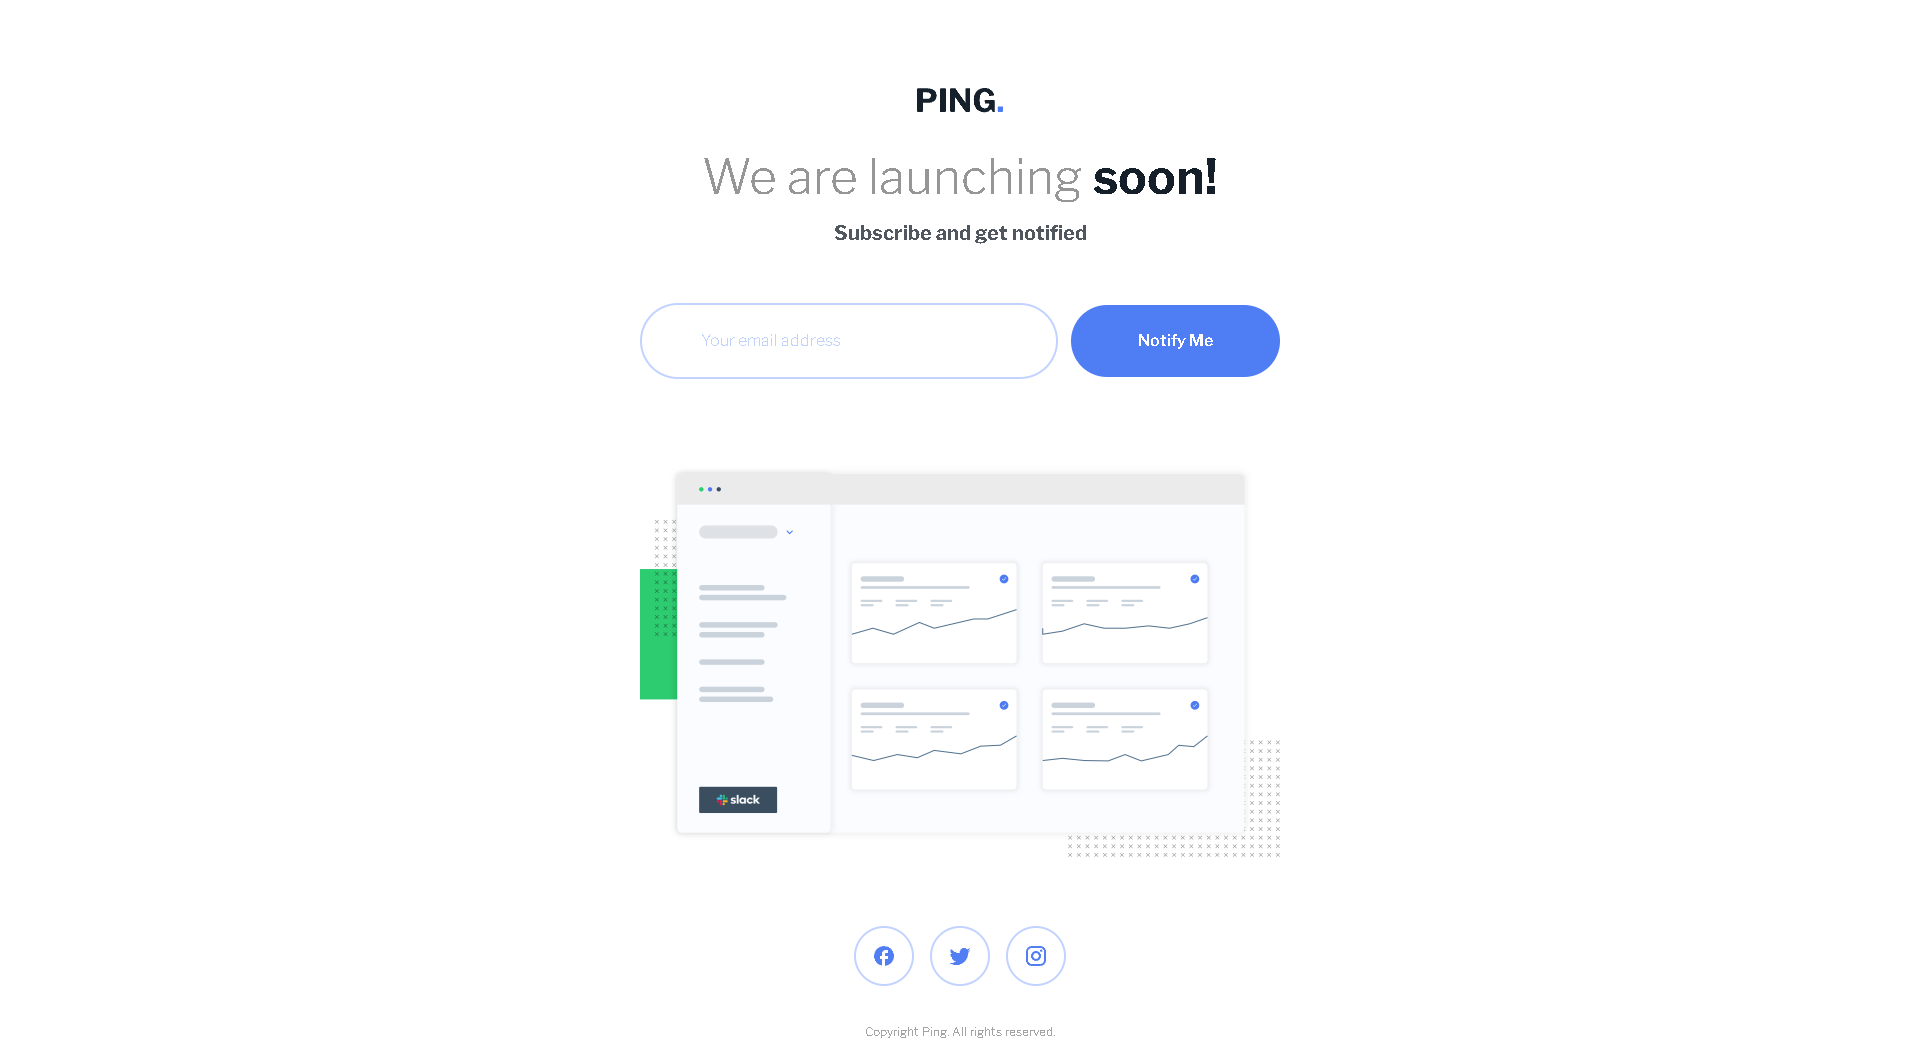 PING.
We are launching soon!
Subscribe and get notified
Your email address
Notify Me
slack
Copyright Ping. All rights reserved.